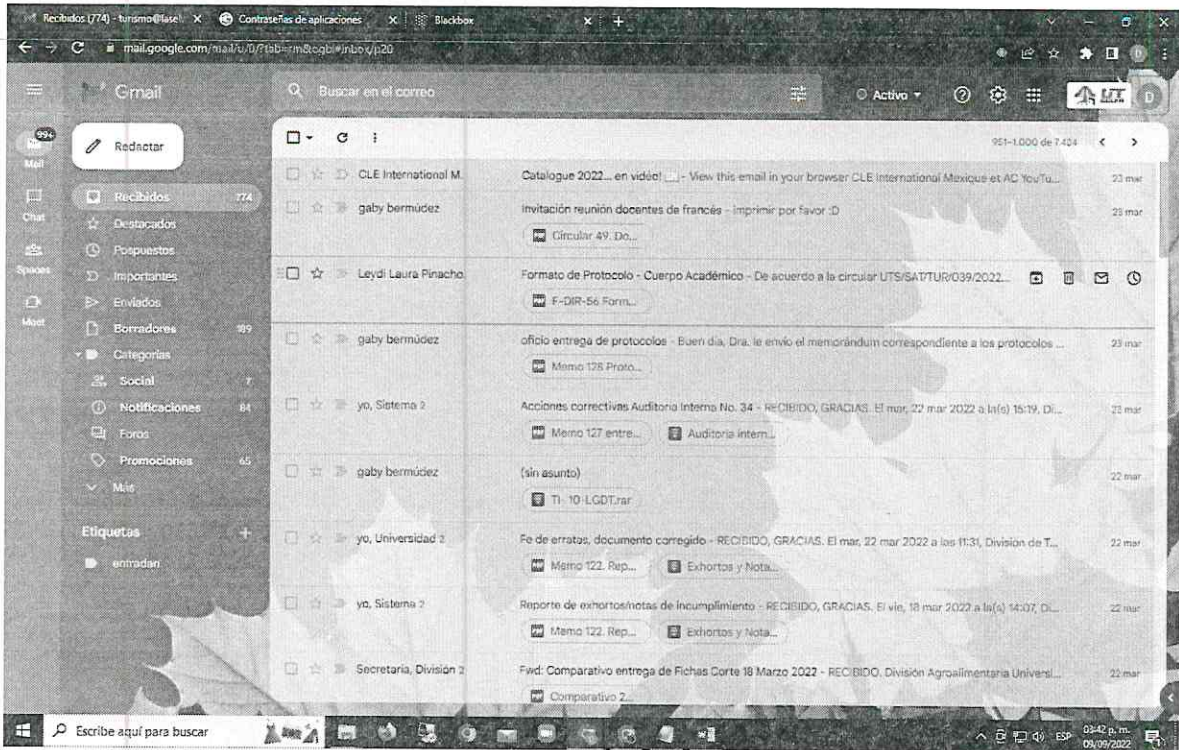 Recibidos (774) - turismo@lasel
Contraseñas de aplicaciones
Blackbox
mail.google.com/mail/u/0/?tab=rm&ogbl#inbox/p20
D
Gmail
Buscar en el correo
Activo
D
99+
Mail
Chat
Spaces
Meet
Redactar
Recibidos 774
Destacados
Pospuestos
Importantes
Enviados
Borradores 189
Categorías
Social 7
Notificaciones 84
Foros
Promociones 65
Más
Etiquetas
entradan
951–1.000 de 7.404
CLE International M. Catalogue 2022... en vidéo! - View this email in your browser CLE International Mexique et AC YouTu... 23 mar
gaby bermúdez Invitación reunión docentes de francés - imprimir por favor :D 23 mar
Circular 49. Do...
Leydi Laura Pinacho. Formato de Protocolo - Cuerpo Académico - De acuerdo a la circular UTS/SAT/TUR/039/2022...
F-DIR-56 Form...
gaby bermúdez oficio entrega de protocolos - Buen día, Dra. le envío el memorándum correspondiente a los protocolos ... 23 mar
Memo 128 Proto...
yo, Sistema 2 Acciones correctivas Auditoria Interna No. 34 - RECIBIDO, GRACIAS. El mar, 22 mar 2022 a la(s) 15:19, Di... 22 mar
Memo 127 entre... Auditoria intern...
gaby bermúdez (sin asunto) 22 mar
TI- 10-LGDT.rar
yo, Universidad 2 Fe de erratas, documento corregido - RECIBIDO, GRACIAS. El mar, 22 mar 2022 a las 11:31, Division de T... 22 mar
Memo 122. Rep... Exhortos y Nota...
yo, Sistema 2 Reporte de exhortos/notas de incumplimiento - RECIBIDO, GRACIAS. El vie, 18 mar 2022 a la(s) 14:07, Di... 22 mar
Memo 122. Rep... Exhortos y Nota...
Secretaria, División 2 Fwd: Comparativo entrega de Fichas Corte 18 Marzo 2022 - RECIBIDO. División Agroalimentaria Universi... 22 mar
Comparativo 2...
Escribe aquí para buscar
ESP
03:42 p. m.
09/09/2022